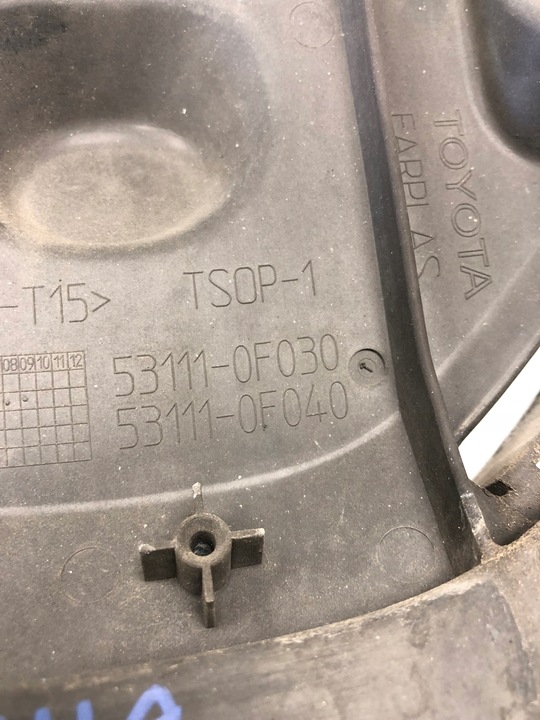 TOYOTA
FARPLAS
-T15> TSOP-1
08 09 10 11 12
53111-0F030
53111-0F040